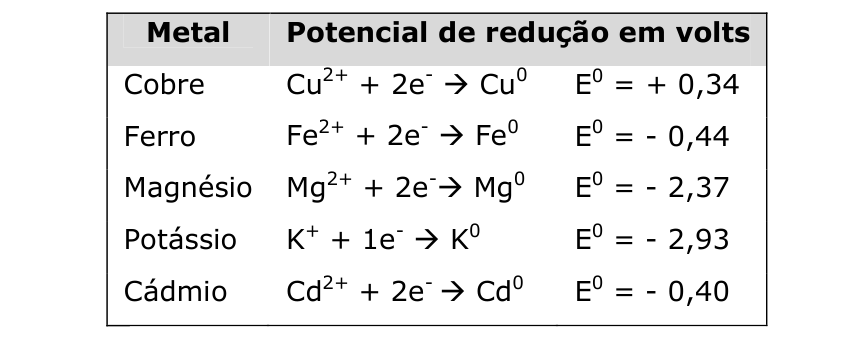 Metal Potencial de redução em volts
Cobre Cu²⁺ + 2e⁻ → Cu⁰ E⁰ = + 0,34
Ferro Fe²⁺ + 2e⁻ → Fe⁰ E⁰ = - 0,44
Magnésio Mg²⁺ + 2e⁻→ Mg⁰ E⁰ = - 2,37
Potássio K⁺ + 1e⁻ → K⁰ E⁰ = - 2,93
Cádmio Cd²⁺ + 2e⁻ → Cd⁰ E⁰ = - 0,40